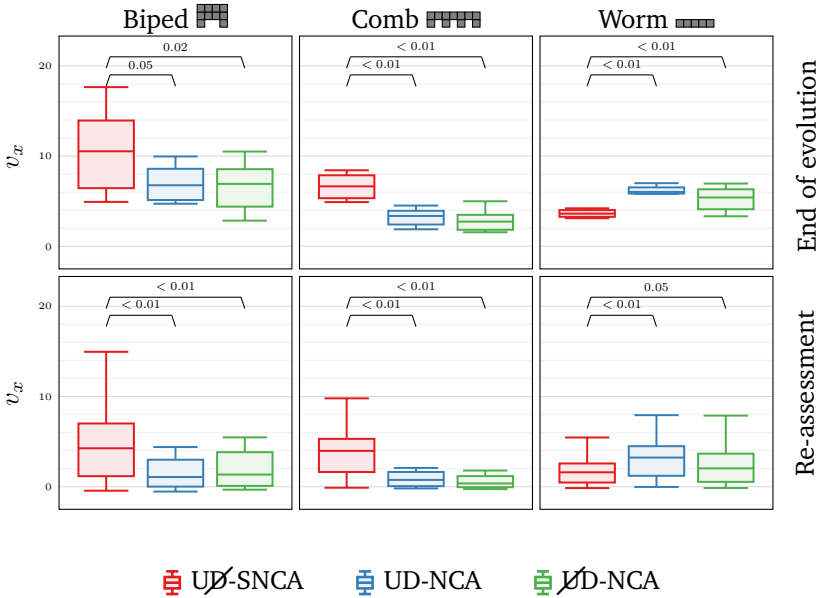 Biped Comb Worm
0.02 < 0.01 < 0.01
20
0.05 < 0.01 < 0.01
v_x
10
0
End of evolution
< 0.01 < 0.01 0.05
20
< 0.01 < 0.01 < 0.01
v_x
10
0
Re-assessment
UD̸-SNCA UD-NCA U̸D-NCA